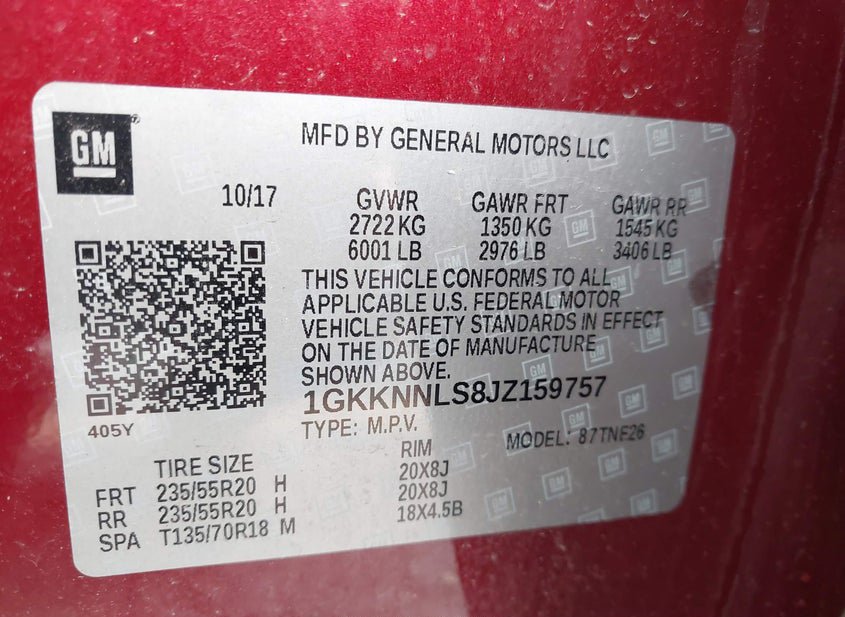 GM
MFD BY GENERAL MOTORS LLC
10/17 GVWR GAWR FRT GAWR RR
2722 KG 1350 KG 1545 KG
6001 LB 2976 LB 3406 LB
THIS VEHICLE CONFORMS TO ALL
APPLICABLE U.S. FEDERAL MOTOR
VEHICLE SAFETY STANDARDS IN EFFECT
ON THE DATE OF MANUFACTURE
SHOWN ABOVE.
1GKKNNLS8JZ159757
405Y
TYPE: M.P.V. MODEL: 87TNF26
TIRE SIZE RIM
FRT 235/55R20 H 20X8J
RR 235/55R20 H 20X8J
SPA T135/70R18 M 18X4.5B